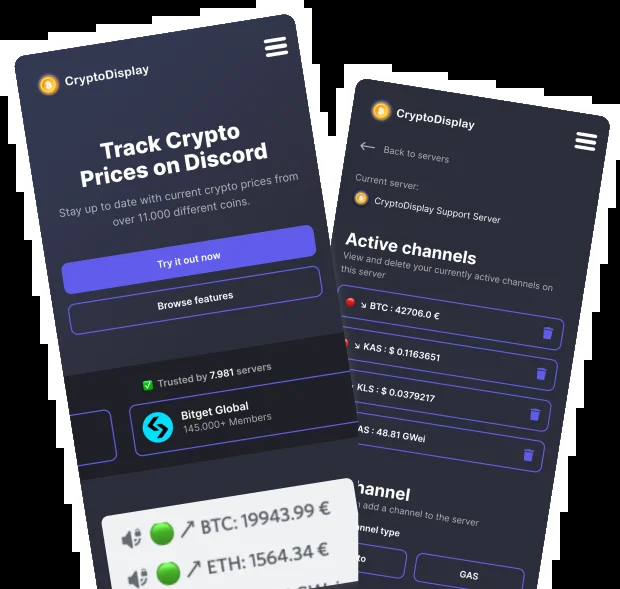 CryptoDisplay
Track Crypto
Prices on Discord
Stay up to date with current crypto prices from
over 11.000 different coins.
Try it out now
Browse features
Trusted by 7.981 servers
Bitget Global
145.000+ Members
BTC: 19943.99 €
ETH: 1564.34 €
CryptoDisplay
Back to servers
Current server:
CryptoDisplay Support Server
Active channels
View and delete your currently active channels on
this server
BTC : 42706.0 €
KAS : $ 0.1163651
KLS : $ 0.0379217
AS : 48.81 GWei
hannel
add a channel to the server
nnel type
to
GAS